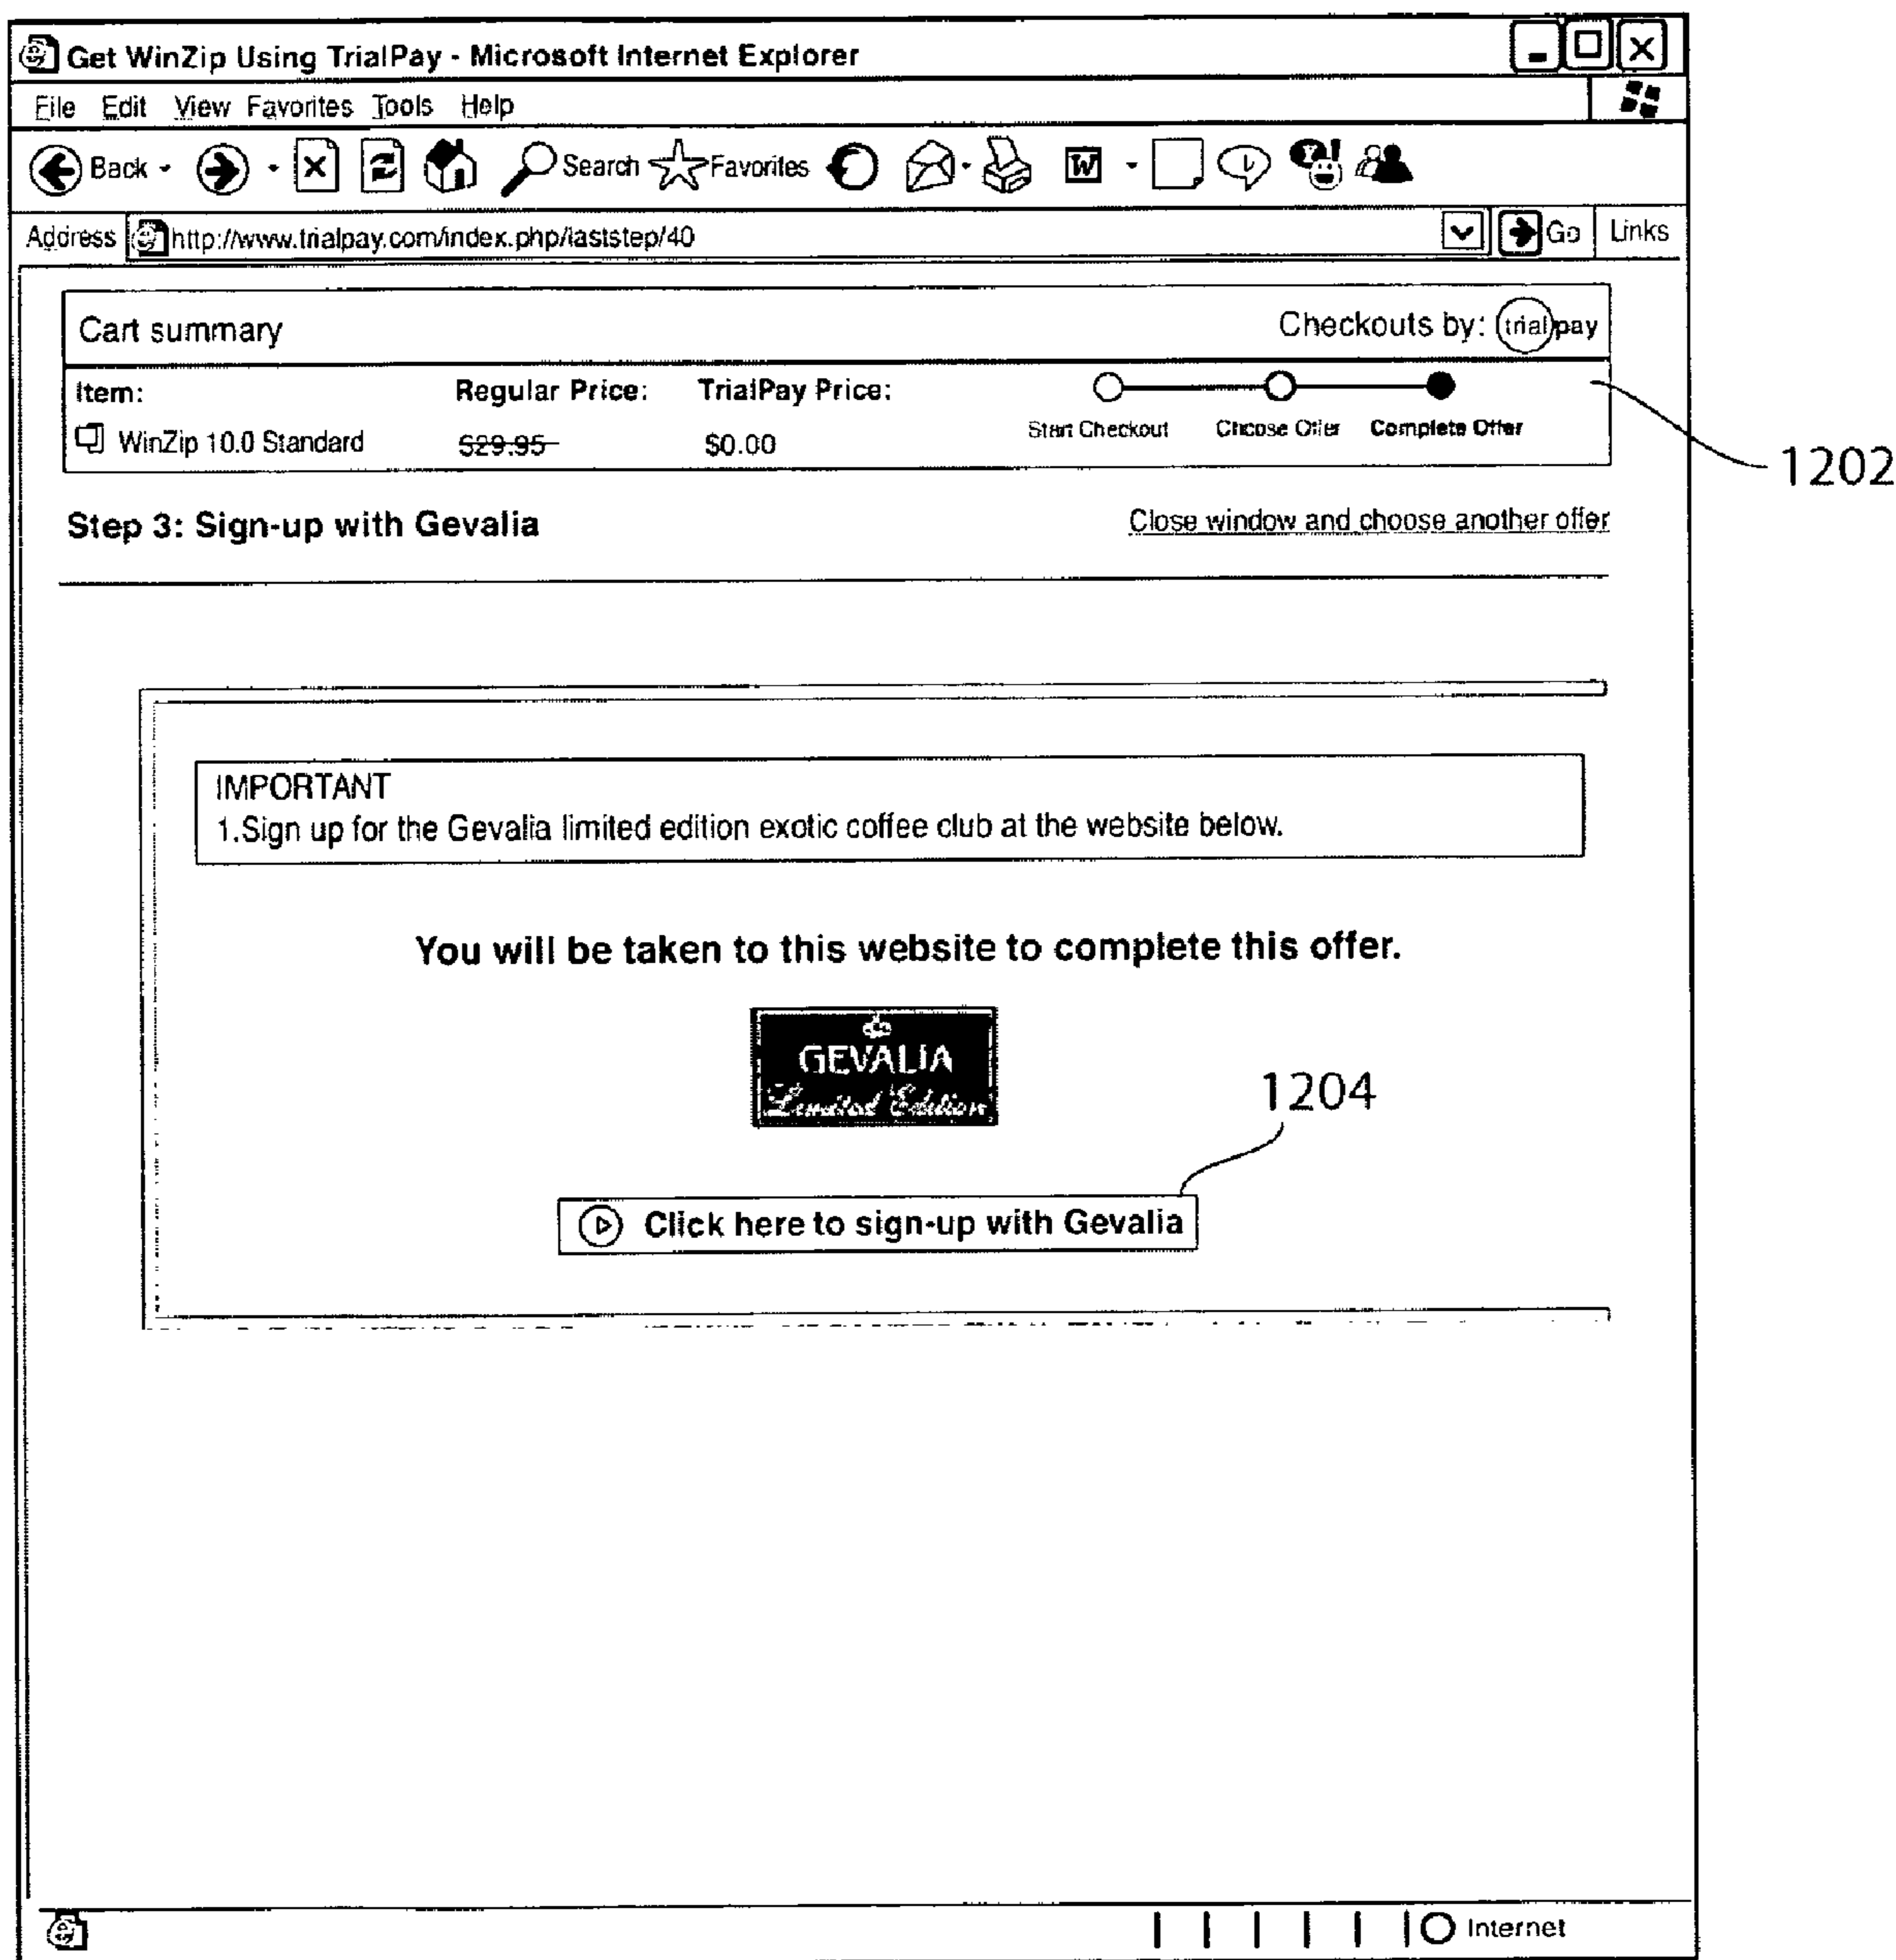 Get WinZip Using TrialPay - Microsoft Internet Explorer
File Edit View Favorites Tools Help
Back Search Favorites W Y!
Address http://www.trialpay.com/index.php/laststep/40 Go Links
Cart summary Checkouts by: trialpay
Item: Regular Price: TrialPay Price:
Start Checkout Choose Offer Complete Offer
WinZip 10.0 Standard $29.95 $0.00
1202
Step 3: Sign-up with Gevalia Close window and choose another offer
IMPORTANT
1.Sign up for the Gevalia limited edition exotic coffee club at the website below.
You will be taken to this website to complete this offer.
GEVALIA
Limited Edition
1204
Click here to sign-up with Gevalia
Internet